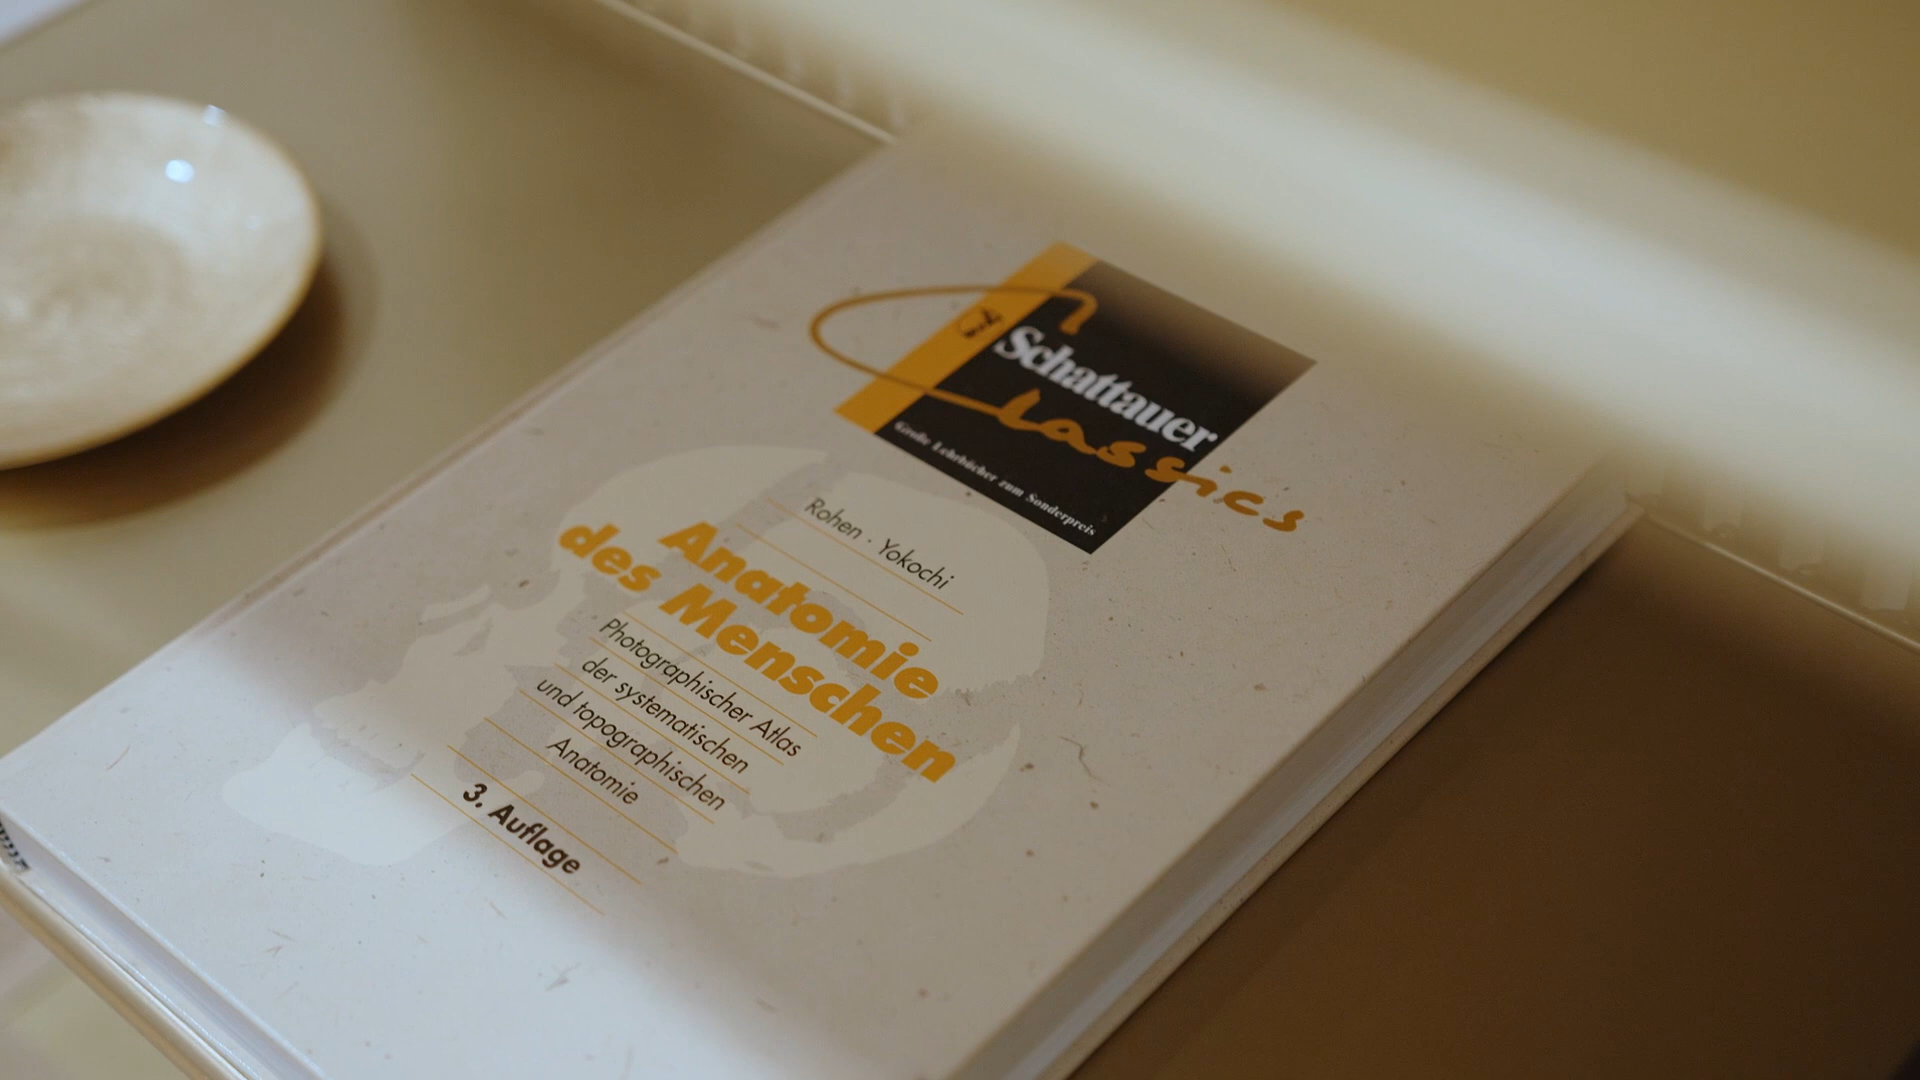 Schattauer
Classics
Große Lehrbücher zum Sonderpreis
Rohen · Yokochi
Anatomie
des Menschen
Photographischer Atlas
der systematischen
und topographischen
Anatomie
3. Auflage